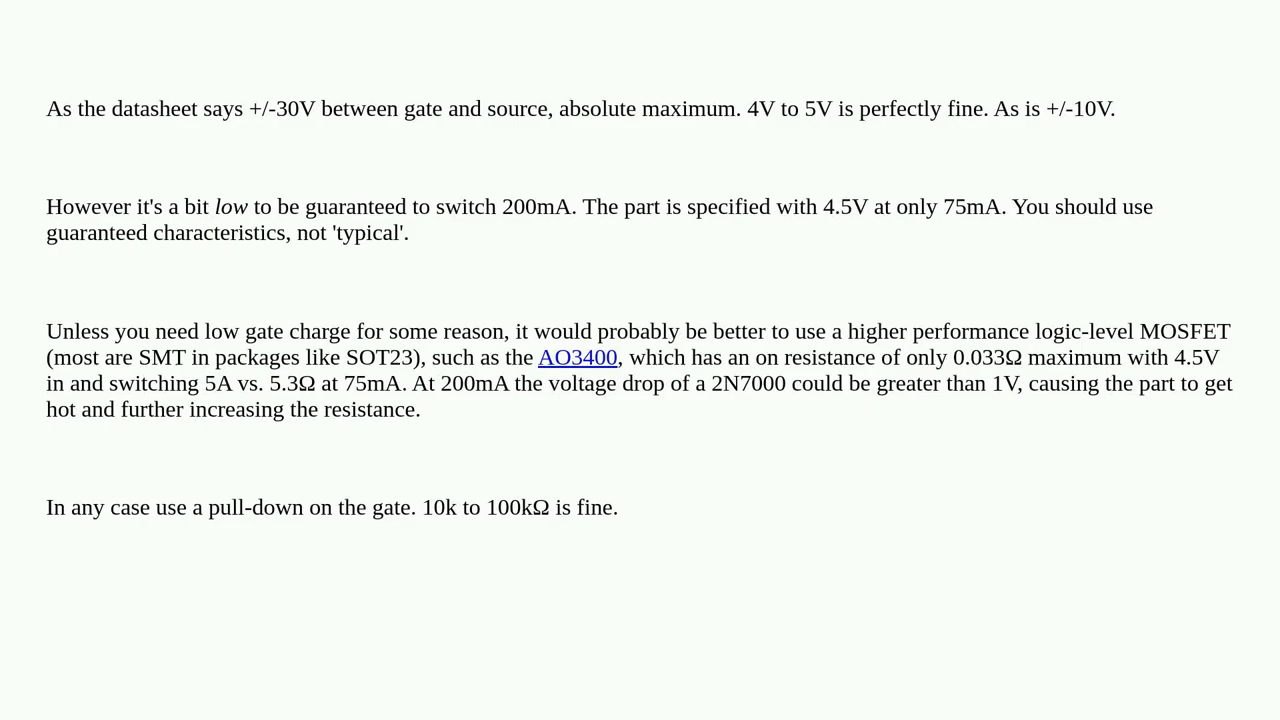 As the datasheet says +/-30V between gate and source, absolute maximum. 4V to 5V is perfectly fine. As is +/-10V.
However it's a bit low to be guaranteed to switch 200mA. The part is specified with 4.5V at only 75mA. You should use
guaranteed characteristics, not 'typical'.
Unless you need low gate charge for some reason, it would probably be better to use a higher performance logic-level MOSFET
(most are SMT in packages like SOT23), such as the AO3400, which has an on resistance of only 0.033Ω maximum with 4.5V
in and switching 5A vs. 5.3Ω at 75mA. At 200mA the voltage drop of a 2N7000 could be greater than 1V, causing the part to get
hot and further increasing the resistance.
In any case use a pull-down on the gate. 10k to 100kΩ is fine.